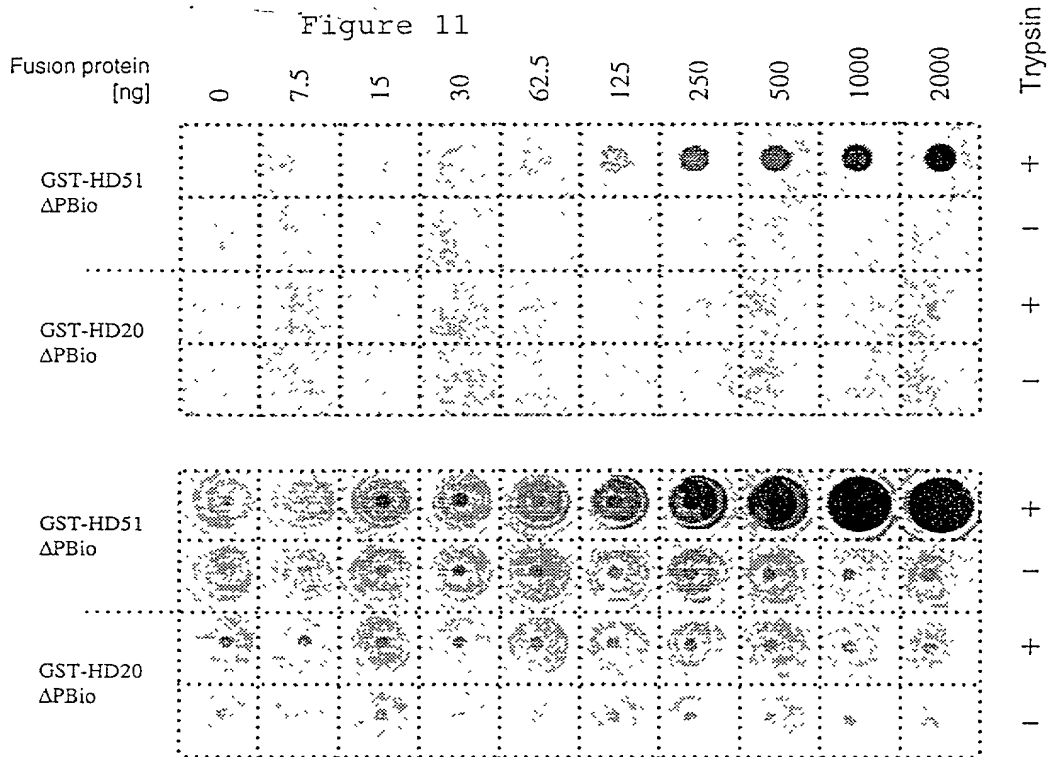 Figure 11
Fusion protein
[ng]
0 7.5 15 30 62.5 125 250 500 1000 2000
Trypsin
GST-HD51
ΔPBio
+
-
GST-HD20
ΔPBio
+
-
GST-HD51
ΔPBio
+
-
GST-HD20
ΔPBio
+
-